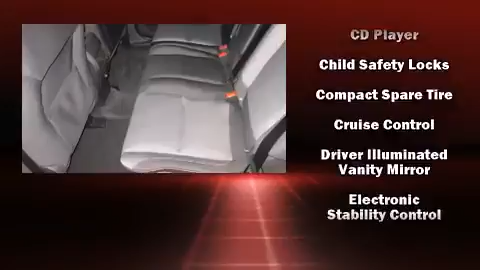 CD Player
Child Safety Locks
Compact Spare Tire
Cruise Control
Driver Illuminated
Vanity Mirror
Electronic
Stability Control